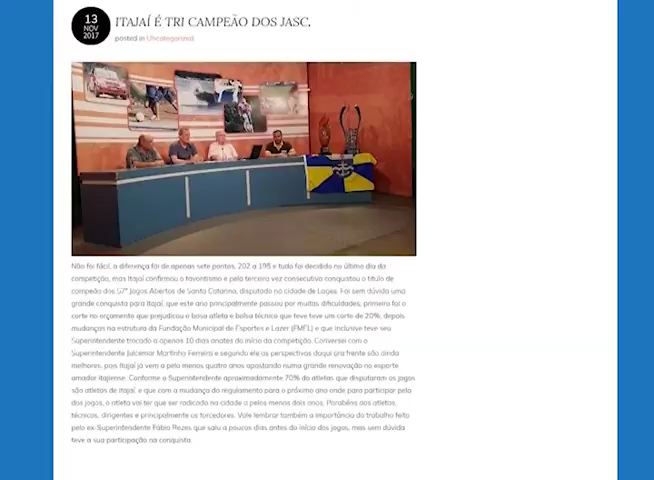 13
NOV
2017
ITAJAÍ É TRI CAMPEÃO DOS JASC.
posted in Uncategorized
Não foi fácil, a diferença foi de apenas sete pontos, 202 a 195 e tudo foi decidido no último dia da
competição, mas Itajaí confirmou o favoritismo e pela terceira vez consecutiva conquistou o titulo de
campeão dos 57º Jogos Abertos de Santa Catarina, disputado na cidade de Lages. Foi sem dúvida uma
grande conquista para Itajaí, que este ano principalmente passou por muitas dificuldades, primeiro foi o
corte no orçamento que prejudicou o bosa atleta e bolsa técnico que teve teve um corte de 20%, depois
mudanças na estrutura da Fundação Municipal de Esportes e Lazer (FMEL) e que inclusive teve seu
Superintendente trocado a apenas 10 dias anates do início da competição. Conversei com o
Superintendente Julcemar Martinho Ferreira e segundo ele as perspectivas daqui pra frente são ainda
melhores, pois Itajaí já vem a pelo menos quatro anos apostando numa grande renovação no esporte
amador itajaiense. Conforme o Superintendente aproximadamente 70% do atletas que disputaram os jogos
são atletas de itajaí, e que com a mudança do regulamento para o próximo ano onde para participar pela
dos jogos, o atleta vai ter que ser radicado na cidade a pelos menos dois anos. Parabéns aos atletas,
técnicos, dirigentes e principalmente os torcedores. Vale lembrar também a importância do trabalho feito
pelo ex-Superintendente Fábio Rezes que saiu a poucos dias antes do início dos jogos, mas sem dúvida
teve a sua participação na conquista.